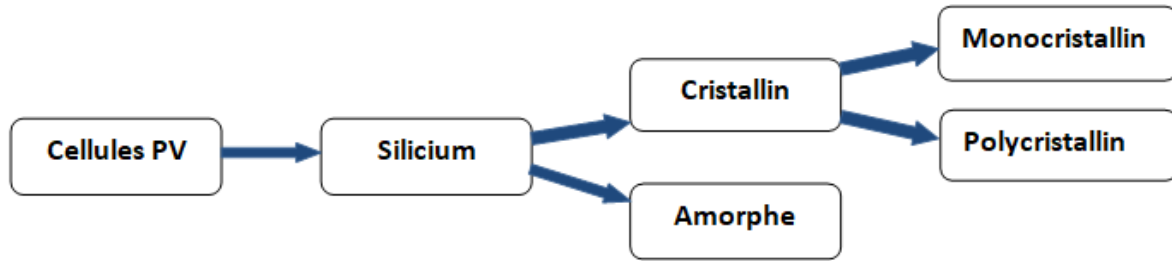 Cellules PV
Silicium
Cristallin
Amorphe
Monocristallin
Polycristallin